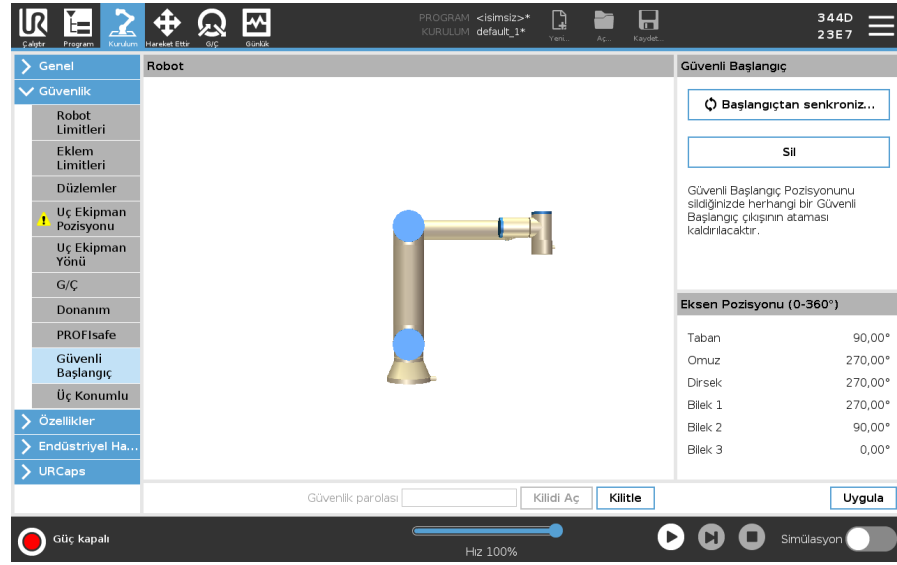 PROGRAM <isimsiz>*
KURULUM default_1*
344D
23E7
Çalıştır Program Kurulum Hareket Ettir G/Ç Günlük Yeni... Aç... Kaydet...
Genel
Güvenlik
Robot
Limitleri
Eklem
Limitleri
Düzlemler
Uç Ekipman
Pozisyonu
Uç Ekipman
Yönü
G/Ç
Donanım
PROFIsafe
Güvenli
Başlangıç
Üç Konumlu
Özellikler
Endüstriyel Ha...
URCaps
Robot
Güvenli Başlangıç
Başlangıçtan senkroniz...
Sil
Güvenli Başlangıç Pozisyonunu
sildiğinizde herhangi bir Güvenli
Başlangıç çıkışının ataması
kaldırılacaktır.
Eksen Pozisyonu (0-360°)
Taban 90,00°
Omuz 270,00°
Dirsek 270,00°
Bilek 1 270,00°
Bilek 2 90,00°
Bilek 3 0,00°
Güvenlik parolası Kilidi Aç Kilitle Uygula
Güç kapalı
Hız 100%
Simülasyon